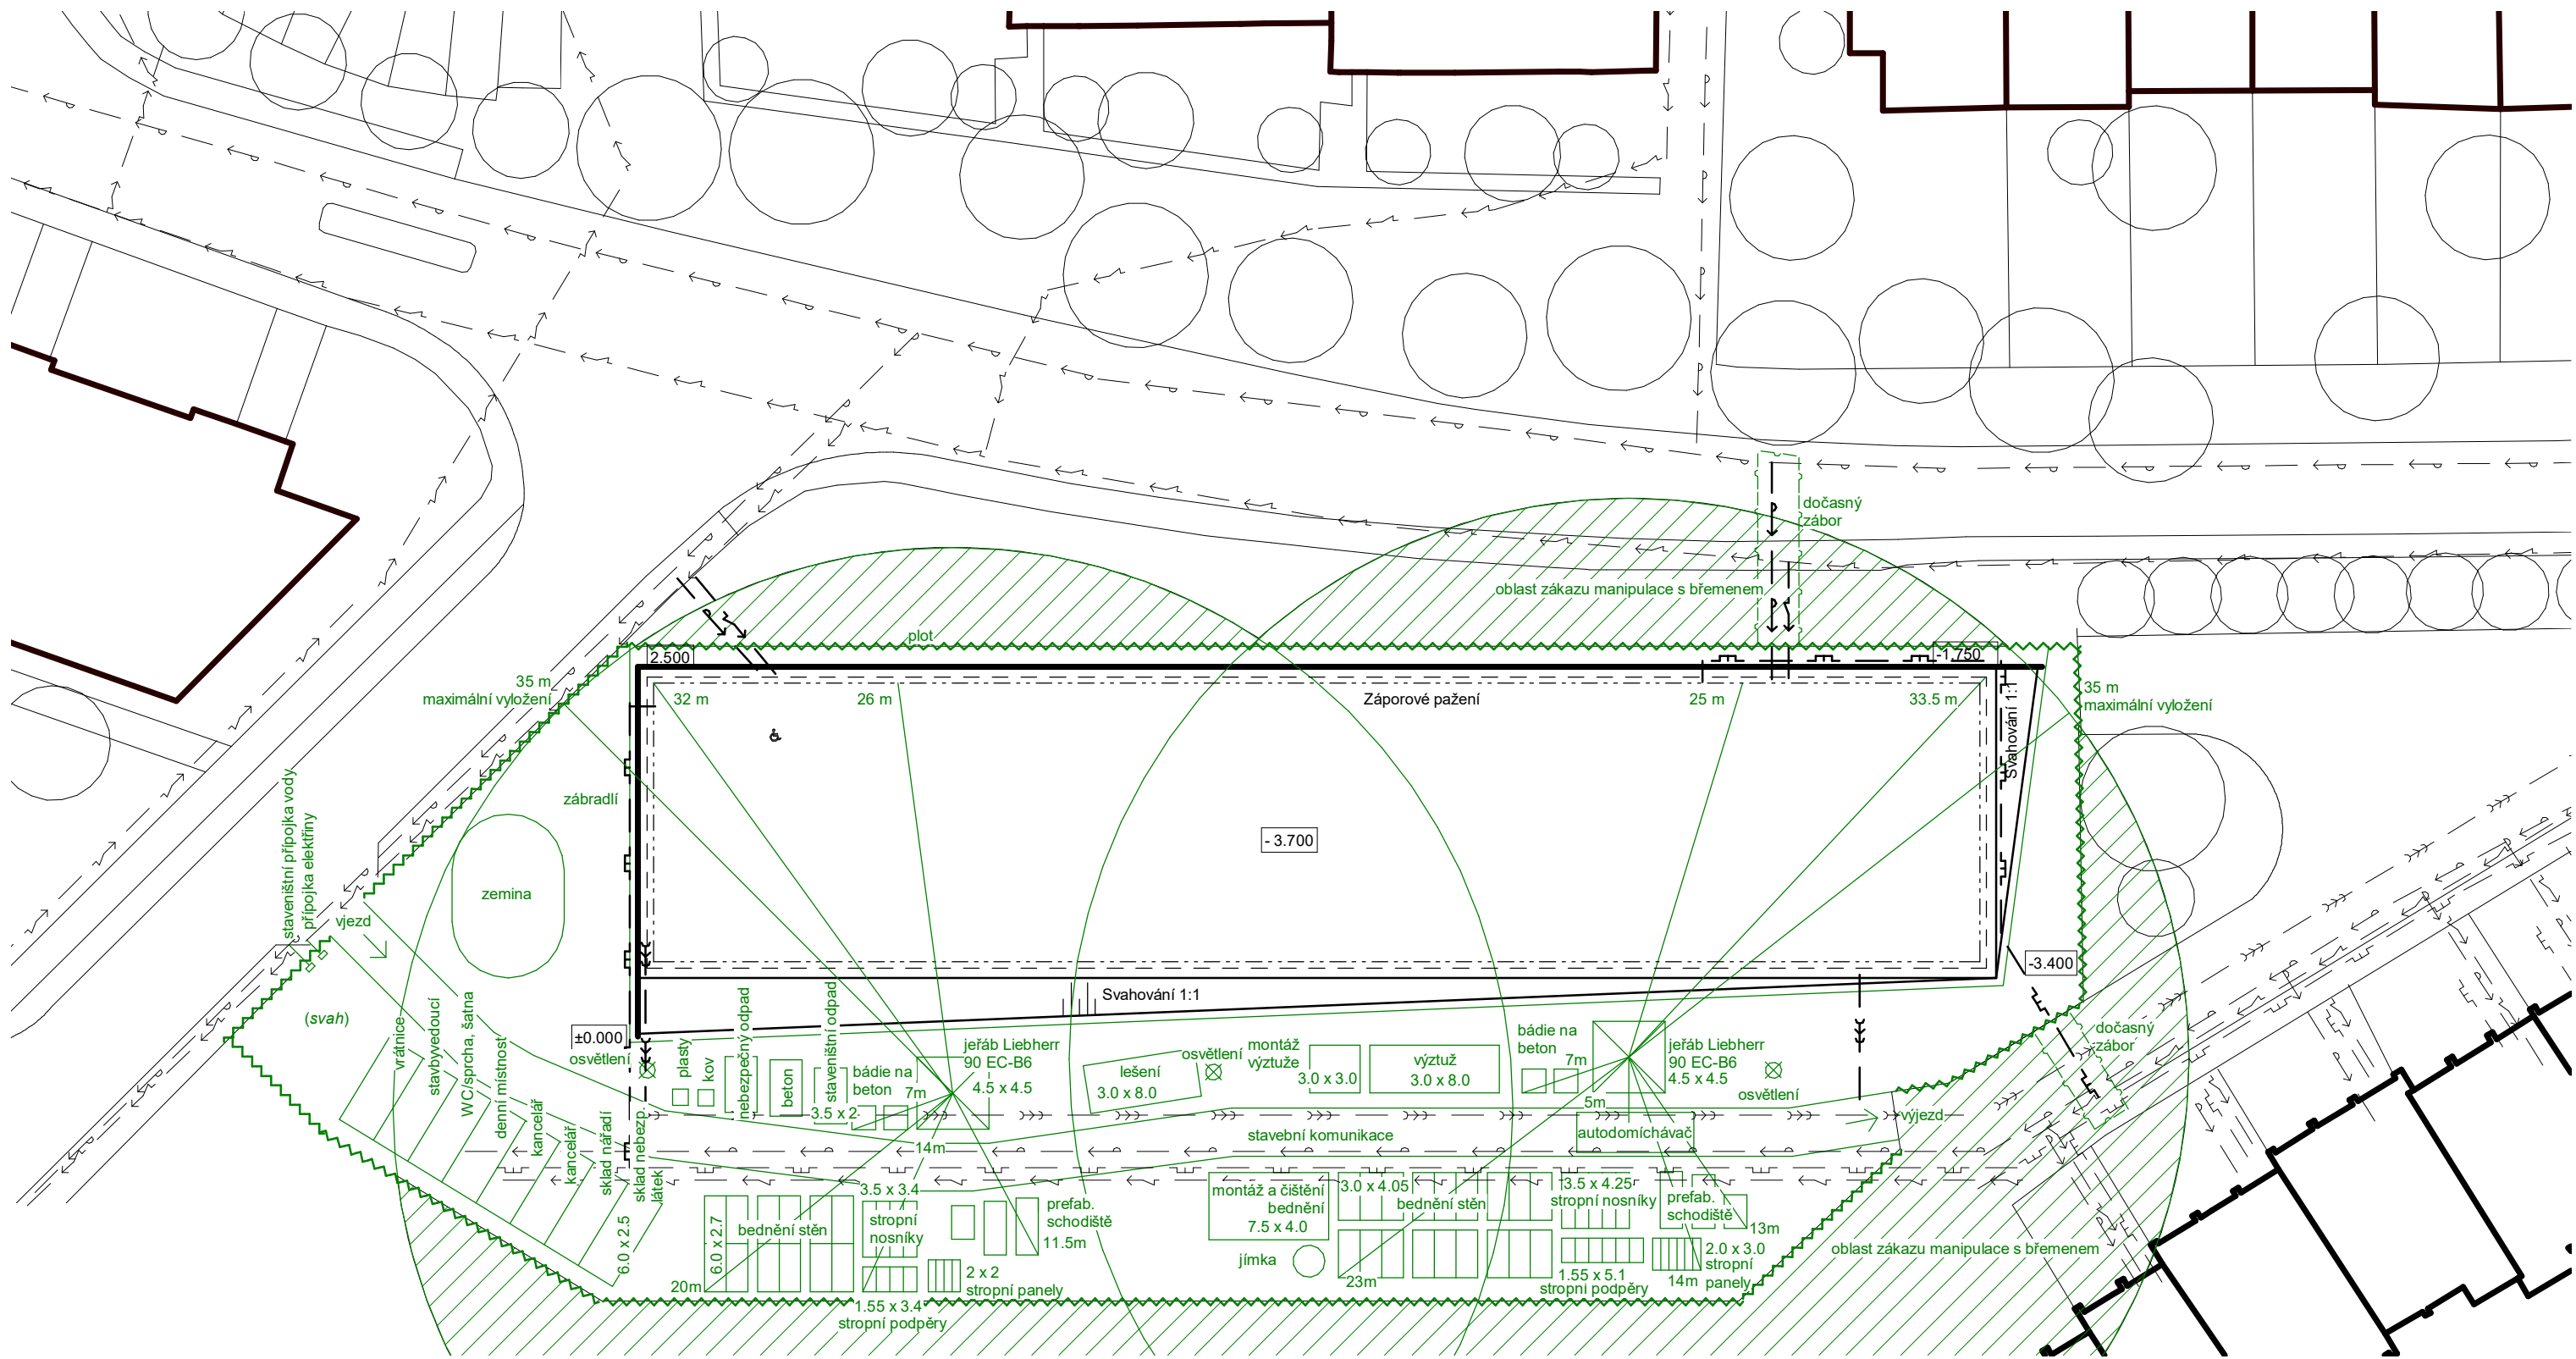 dočasný
zábor
oblast zákazu manipulace s břemenem
plot
2.500
-1.750
35 m
maximální vyložení
32 m
26 m
Záporové pažení
25 m
33.5 m
Svahování 1:1
35 m
maximální vyložení
zábradlí
staveništní přípojka vody
přípojka elektřiny
- 3.700
zemina
vjezd
-3.400
(svah)
Svahování 1:1
±0.000
osvětlení
vrátnice
stavbyvedoucí
WC/sprcha, šatna
denní místnost
kancelář
kancelář
sklad nářadí
sklad nebezp.
látek
6.0 x 2.5
plasty
kov
nebezpečný odpad
beton
staveništní odpad
3.5 x 2
bádie na
beton
7m
jeřáb Liebherr
90 EC-B6
4.5 x 4.5
lešení
3.0 x 8.0
osvětlení
montáž
výztuže
3.0 x 3.0
výztuž
3.0 x 8.0
bádie na
beton
7m
jeřáb Liebherr
90 EC-B6
4.5 x 4.5
osvětlení
dočasný
zábor
5m
autodomíchávač
výjezd
14m
stavební komunikace
6.0 x 2.7
bednění stěn
20m
3.5 x 3.4
stropní
nosníky
1.55 x 3.4
stropní podpěry
2 x 2
stropní panely
prefab.
schodiště
11.5m
montáž a čištění
bednění
7.5 x 4.0
jímka
3.0 x 4.05
bednění stěn
23m
3.5 x 4.25
stropní nosníky
1.55 x 5.1
stropní podpěry
prefab.
schodiště
13m
2.0 x 3.0
stropní
panely
14m
oblast zákazu manipulace s břemenem